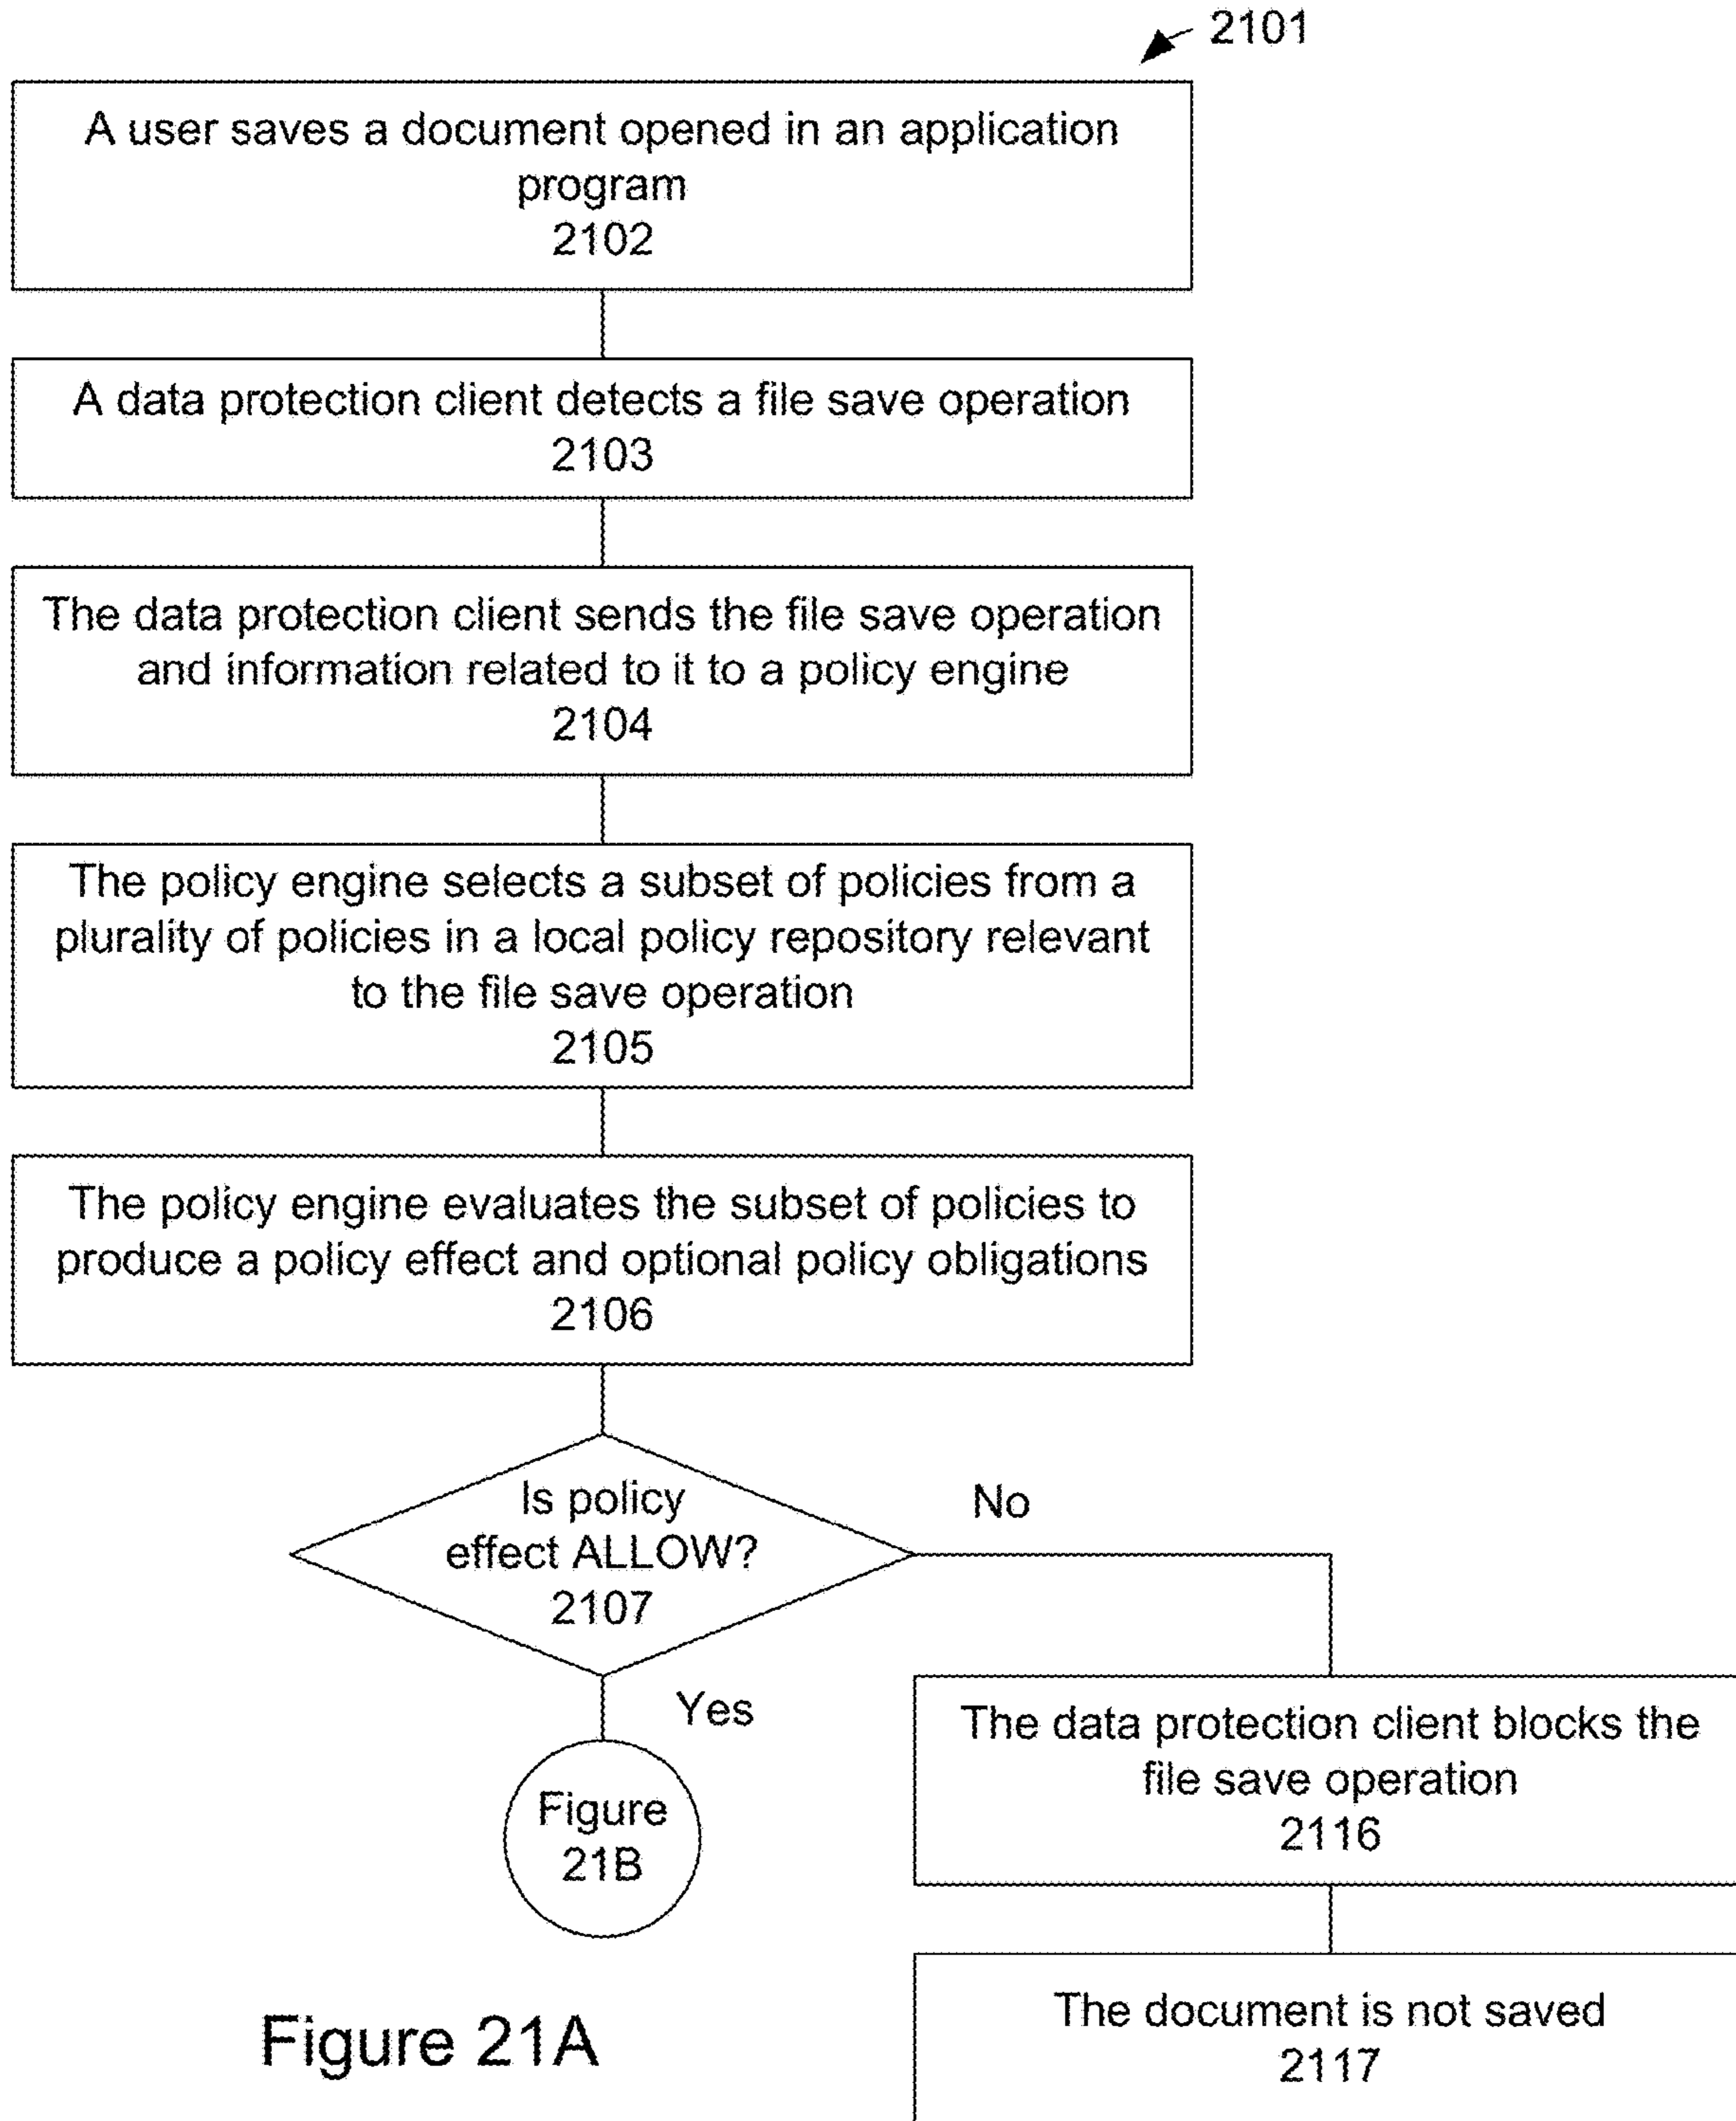 2101
A user saves a document opened in an application
program
2102
A data protection client detects a file save operation
2103
The data protection client sends the file save operation
and information related to it to a policy engine
2104
The policy engine selects a subset of policies from a
plurality of policies in a local policy repository relevant
to the file save operation
2105
The policy engine evaluates the subset of policies to
produce a policy effect and optional policy obligations
2106
Is policy
effect ALLOW?
2107
No
Yes
Figure
21B
The data protection client blocks the
file save operation
2116
The document is not saved
2117
Figure 21A